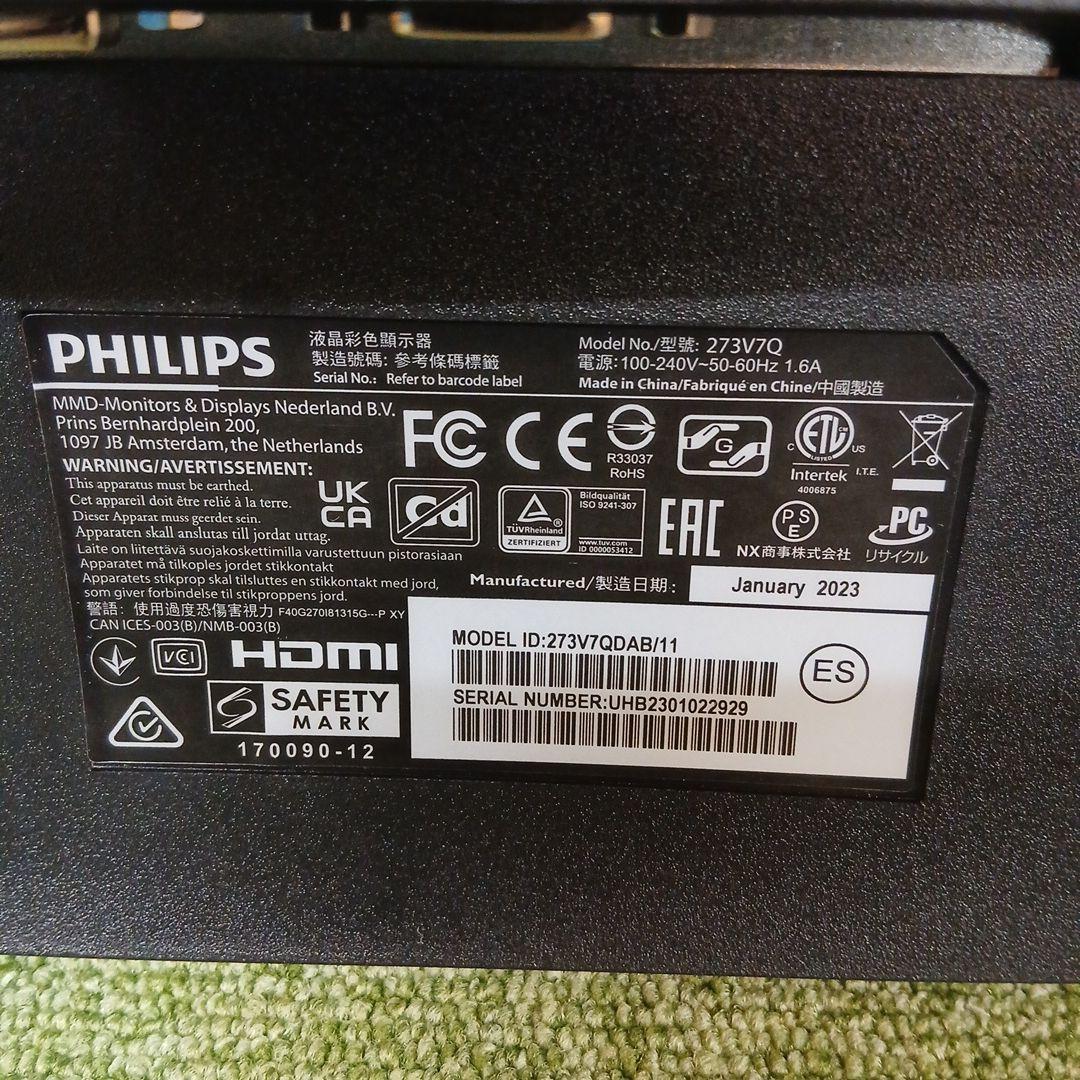 PHILIPS
液晶彩色顯示器
製造號碼: 參考條碼標籤
Serial No.: Refer to barcode label
Model No./型號: 273V7Q
電源: 100-240V~50-60Hz 1.6A
Made in China/Fabriqué en Chine/中國製造
MMD-Monitors & Displays Nederland B.V.
Prins Bernhardplein 200,
1097 JB Amsterdam, the Netherlands
WARNING/AVERTISSEMENT:
This apparatus must be earthed.
Cet appareil doit être relié à la terre.
Dieser Apparat muss geerdet sein.
Apparaten skall anslutas till jordat uttag.
Laite on liitettävä suojakoskettimilla varustettuun pistorasiaan
Apparatet må tilkoples jordet stikkontakt
Apparatets stikprop skal tilsluttes en stikkontakt med jord,
som giver forbindelse til stikproppens jord.
警語: 使用過度恐傷害視力 F40G270I81315G---P XY
CAN ICES-003(B)/NMB-003(B)
FC CE
R33037
RoHS
G
C ETL US
LISTED
Intertek I.T.E.
4006875
UK
CA
Cd
TÜVRheinland
ZERTIFIZIERT
Bildqualität
ISO 9241-307
www.tuv.com
ID 0000053412
EAC
PSE
NX商事株式会社
PC
リサイクル
Manufactured/製造日期: January 2023
VCI
HDMI
SAFETY
MARK
170090-12
MODEL ID:273V7QDAB/11
SERIAL NUMBER:UHB2301022929
ES